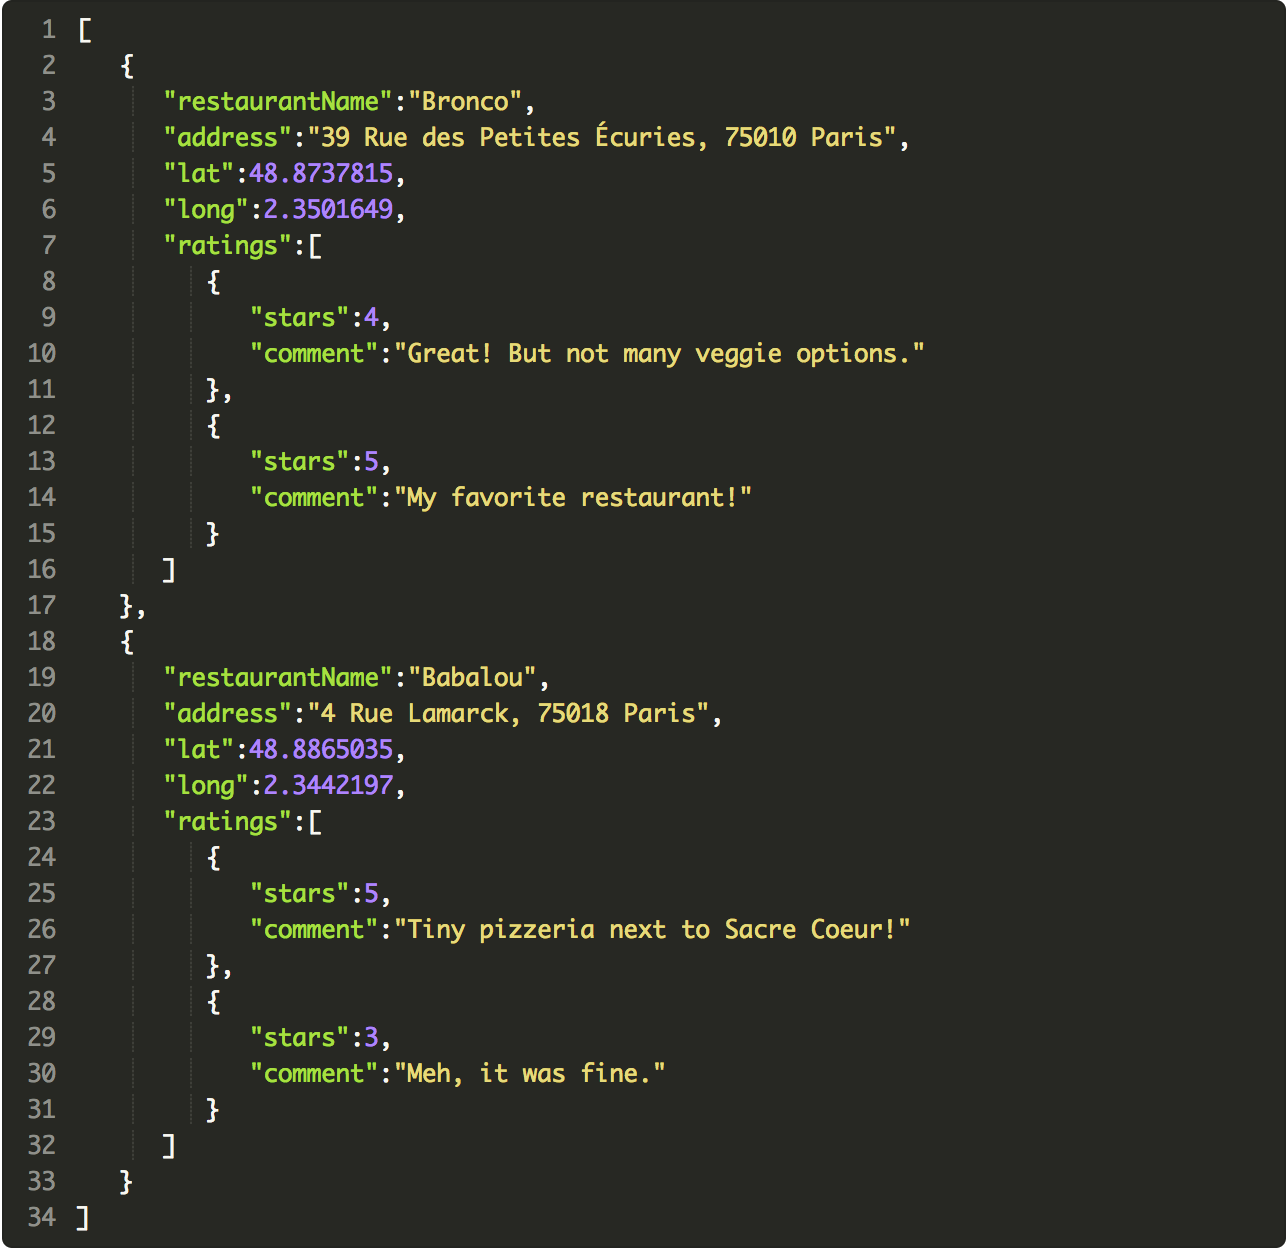 1 [
2 {
3 "restaurantName":"Bronco",
4 "address":"39 Rue des Petites Écuries, 75010 Paris",
5 "lat":48.8737815,
6 "long":2.3501649,
7 "ratings":[
8 {
9 "stars":4,
10 "comment":"Great! But not many veggie options."
11 },
12 {
13 "stars":5,
14 "comment":"My favorite restaurant!"
15 }
16 ]
17 },
18 {
19 "restaurantName":"Babalou",
20 "address":"4 Rue Lamarck, 75018 Paris",
21 "lat":48.8865035,
22 "long":2.3442197,
23 "ratings":[
24 {
25 "stars":5,
26 "comment":"Tiny pizzeria next to Sacre Coeur!"
27 },
28 {
29 "stars":3,
30 "comment":"Meh, it was fine."
31 }
32 ]
33 }
34 ]